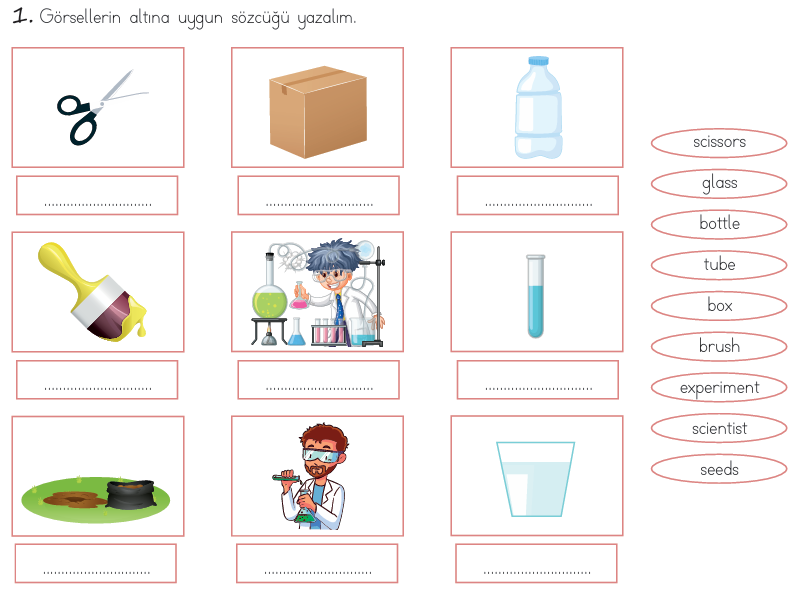 1. Görsellerin altına uygun sözcüğü yazalım.
scissors
glass
bottle
tube
box
brush
experiment
scientist
seeds